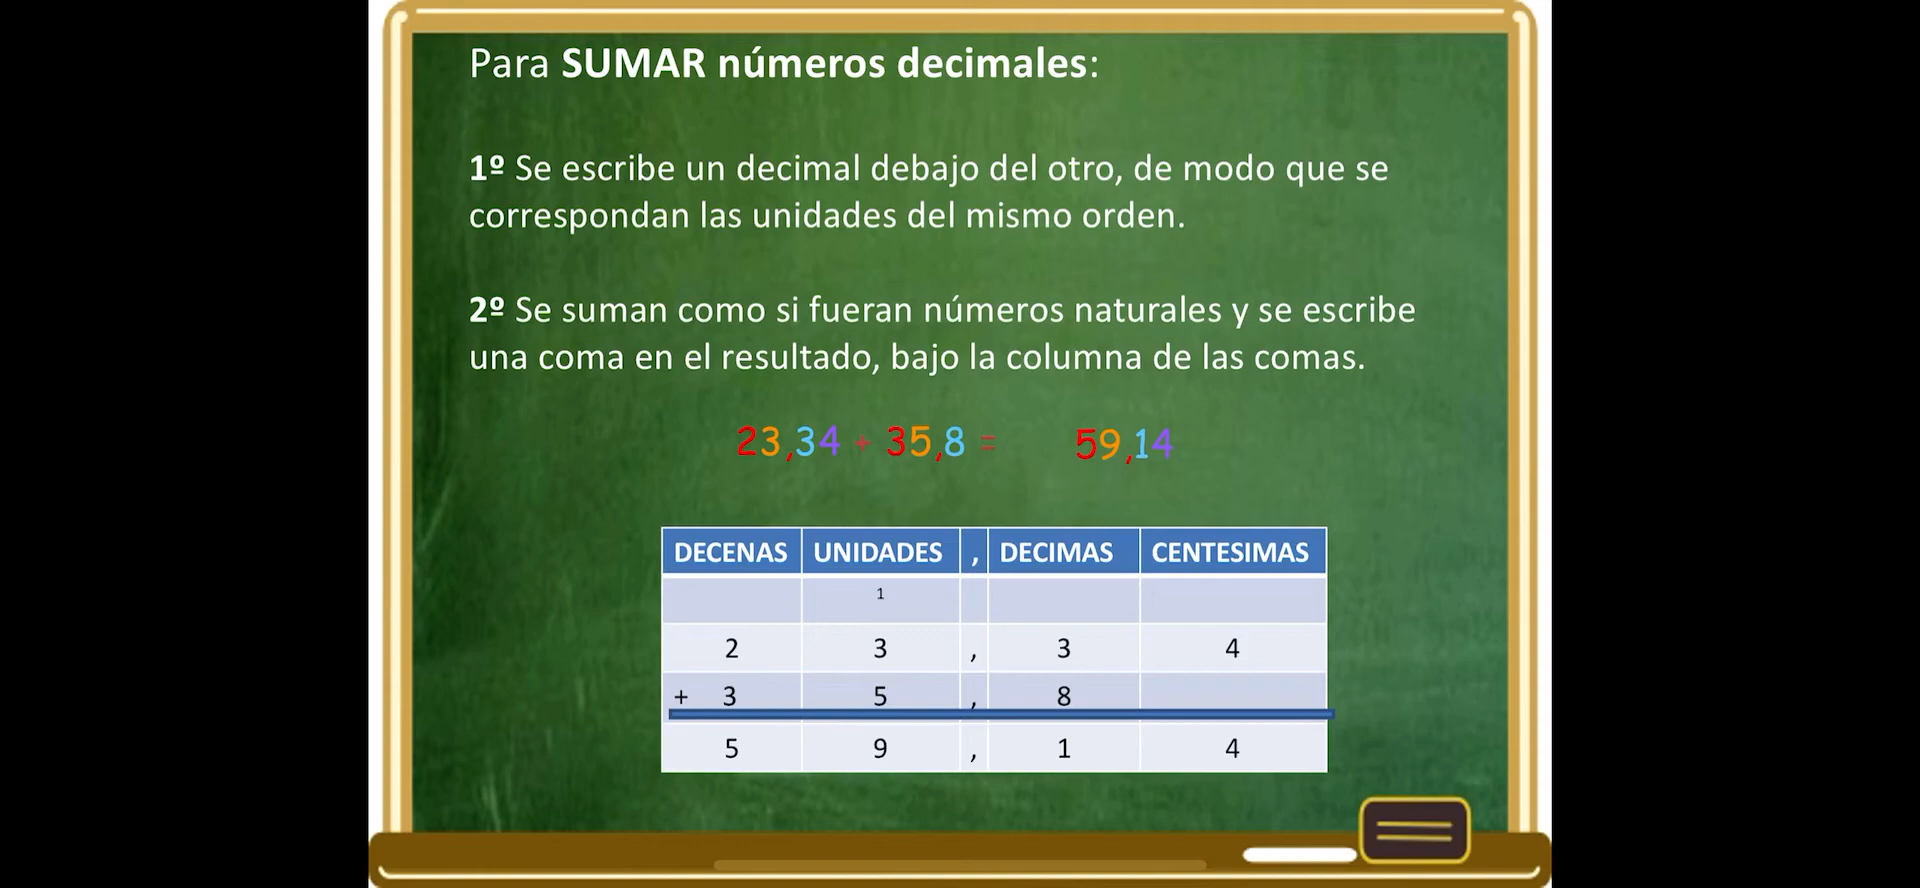 Para SUMAR números decimales:
1º Se escribe un decimal debajo del otro, de modo que se
correspondan las unidades del mismo orden.
2º Se suman como si fueran números naturales y se escribe
una coma en el resultado, bajo la columna de las comas.
23,34 + 35,8 = 59,14
DECENAS UNIDADES , DECIMAS CENTESIMAS
1
2 3 , 3 4
+ 3 5 , 8
5 9 , 1 4